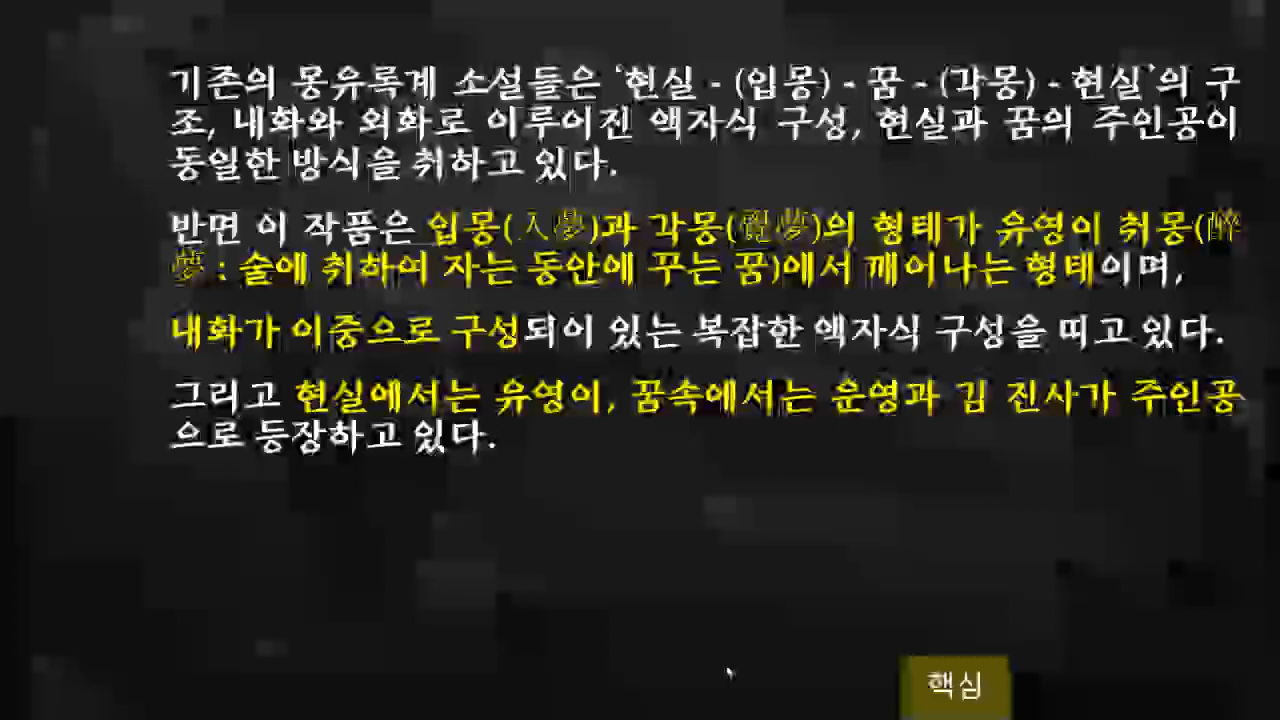 기존의 몽유록계 소설들은 ‘현실 - (입몽) - 꿈 - (각몽) - 현실’의 구
조, 내화와 외화로 이루어진 액자식 구성, 현실과 꿈의 주인공이
동일한 방식을 취하고 있다.
반면 이 작품은 입몽(入夢)과 각몽(覺夢)의 형태가 유영이 취몽(醉
夢 : 술에 취하여 자는 동안에 꾸는 꿈)에서 깨어나는 형태이며,
내화가 이중으로 구성되어 있는 복잡한 액자식 구성을 띠고 있다.
그리고 현실에서는 유영이, 꿈속에서는 운영과 김 진사가 주인공
으로 등장하고 있다.
핵심